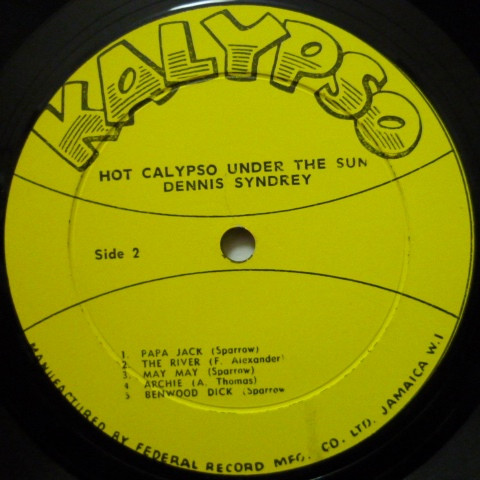 KALYPSO
HOT CALYPSO UNDER THE SUN
DENNIS SYNDREY
Side 2
1. PAPA JACK (Sparrow)
2. THE RIVER (F. Alexander)
3. MAY MAY (Sparrow)
4 ARCHIE (A. Thomas)
5 BENWOOD DICK (Sparrow
MANUFACTURED BY FEDERAL RECORD MFG. CO. LTD. JAMAICA W.I